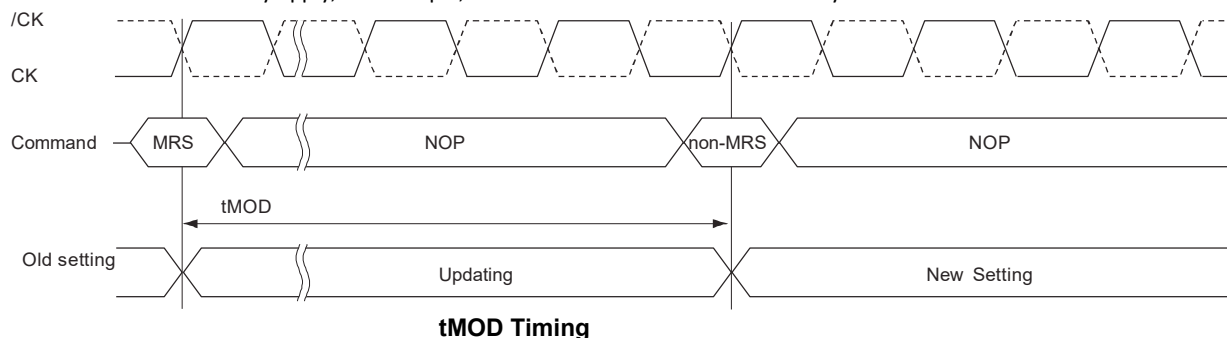 /CK
CK
Command MRS NOP non-MRS NOP
tMOD
Old setting Updating New Setting
tMOD Timing